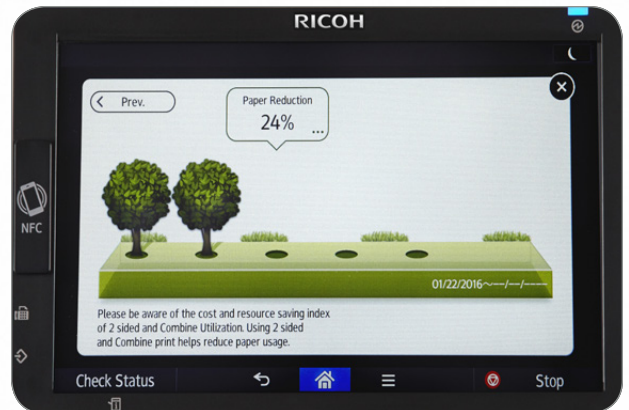 RICOH
Prev.
Paper Reduction
24% ...
NFC
01/22/2016~--/--/----
Please be aware of the cost and resource saving index
of 2 sided and Combine Utilization. Using 2 sided
and Combine print helps reduce paper usage.
Check Status
Stop